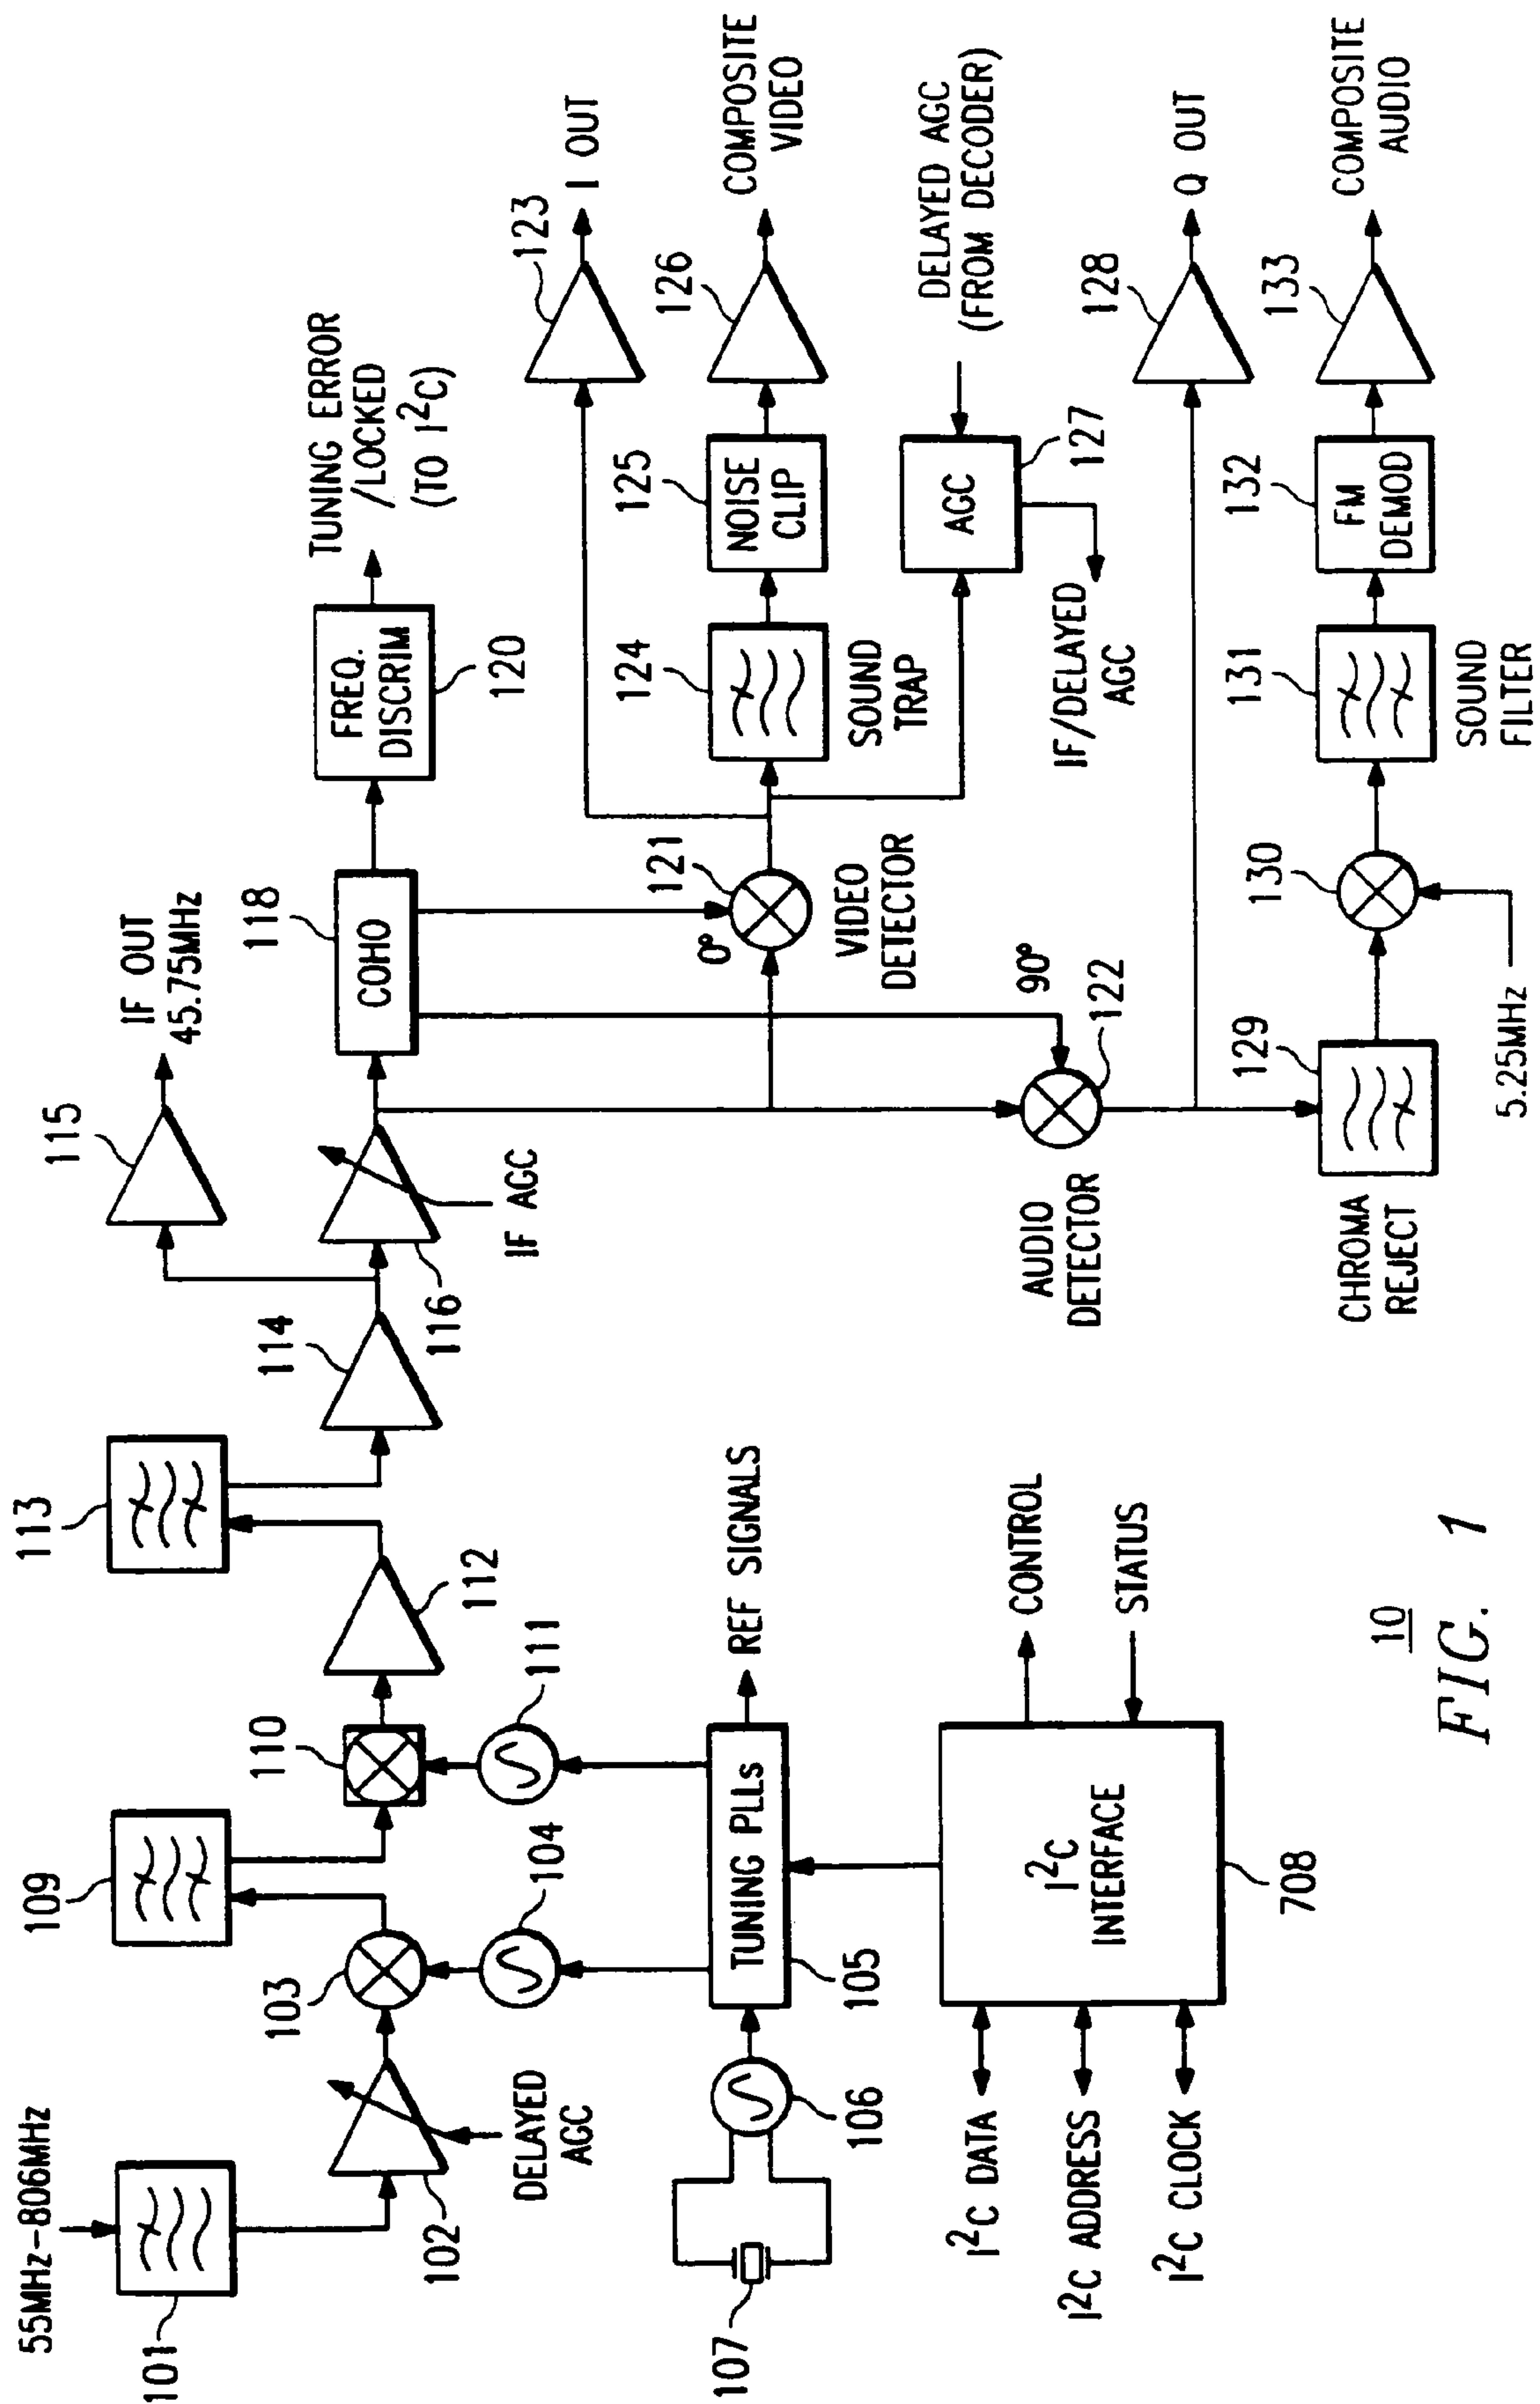 55MHz-806MHz
101
102
DELAYED
AGC
103
104
109
110
111
112
113
114
115
IF OUT
45.75MHz
116
IF AGC
118
COHO
FREQ.
DISCRIM
120
TUNING ERROR
/LOCKED
(TO I²C)
107
106
TUNING PLLs
105
REF SIGNALS
I²C DATA
I²C ADDRESS
I²C CLOCK
I²C
INTERFACE
708
CONTROL
STATUS
0°
121
VIDEO
DETECTOR
123
I OUT
124
SOUND
TRAP
125
NOISE
CLIP
126
COMPOSITE
VIDEO
AGC
127
DELAYED AGC
(FROM DECODER)
IF/DELAYED
AGC
90°
122
AUDIO
DETECTOR
128
Q OUT
129
CHROMA
REJECT
130
5.25MHz
131
SOUND
FILTER
132
FM
DEMOD
133
COMPOSITE
AUDIO
10
FIG. 1